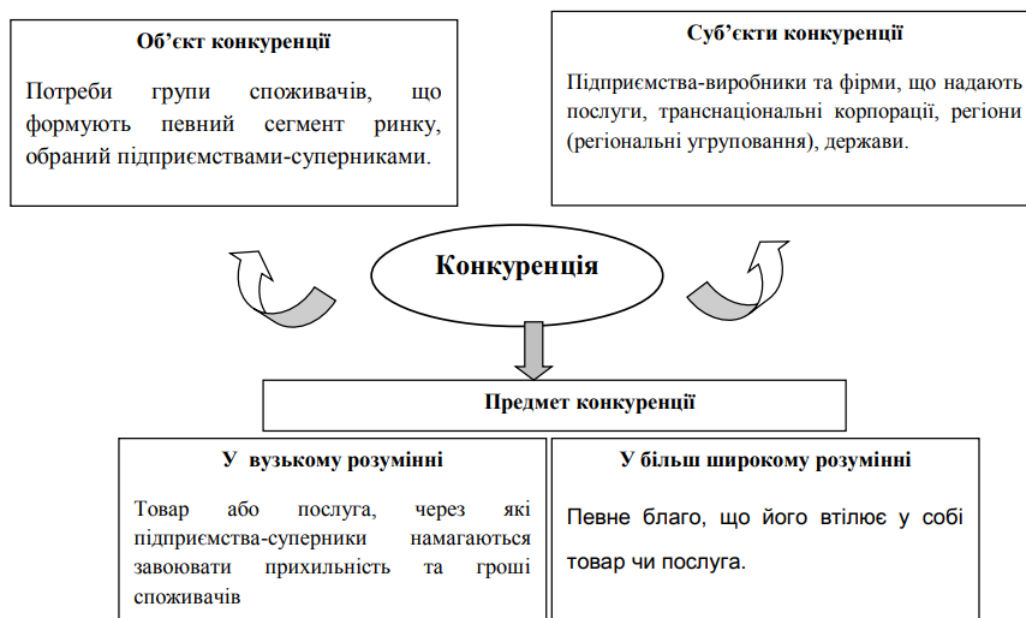 Об’єкт конкуренції
Потреби групи споживачів, що
формують певний сегмент ринку,
обраний підприємствами-суперниками.
Суб’єкти конкуренції
Підприємства-виробники та фірми, що надають
послуги, транснаціональні корпорації, регіони
(регіональні угруповання), держави.
Конкуренція
Предмет конкуренції
У вузькому розумінні
Товар або послуга, через які
підприємства-суперники намагаються
завоювати прихильність та гроші
споживачів
У більш широкому розумінні
Певне благо, що його втілює у собі
товар чи послуга.